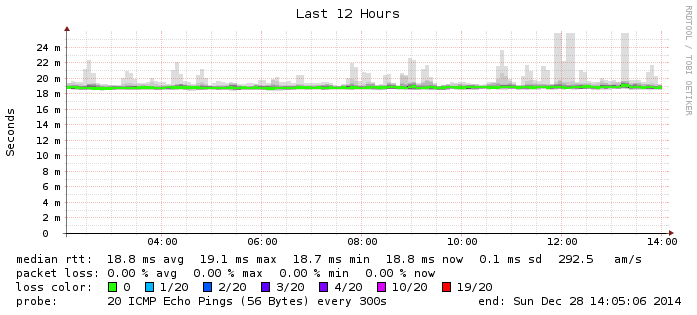 Last 12 Hours
RRDTOOL / TOBI OETIKER
Seconds
24 m
22 m
20 m
18 m
16 m
14 m
12 m
10 m
8 m
6 m
4 m
2 m
0
04:00 06:00 08:00 10:00 12:00 14:00
median rtt: 18.8 ms avg 19.1 ms max 18.7 ms min 18.8 ms now 0.1 ms sd 292.5 am/s
packet loss: 0.00 % avg 0.00 % max 0.00 % min 0.00 % now
loss color: 0 1/20 2/20 3/20 4/20 10/20 19/20
probe: 20 ICMP Echo Pings (56 Bytes) every 300s end: Sun Dec 28 14:05:06 2014